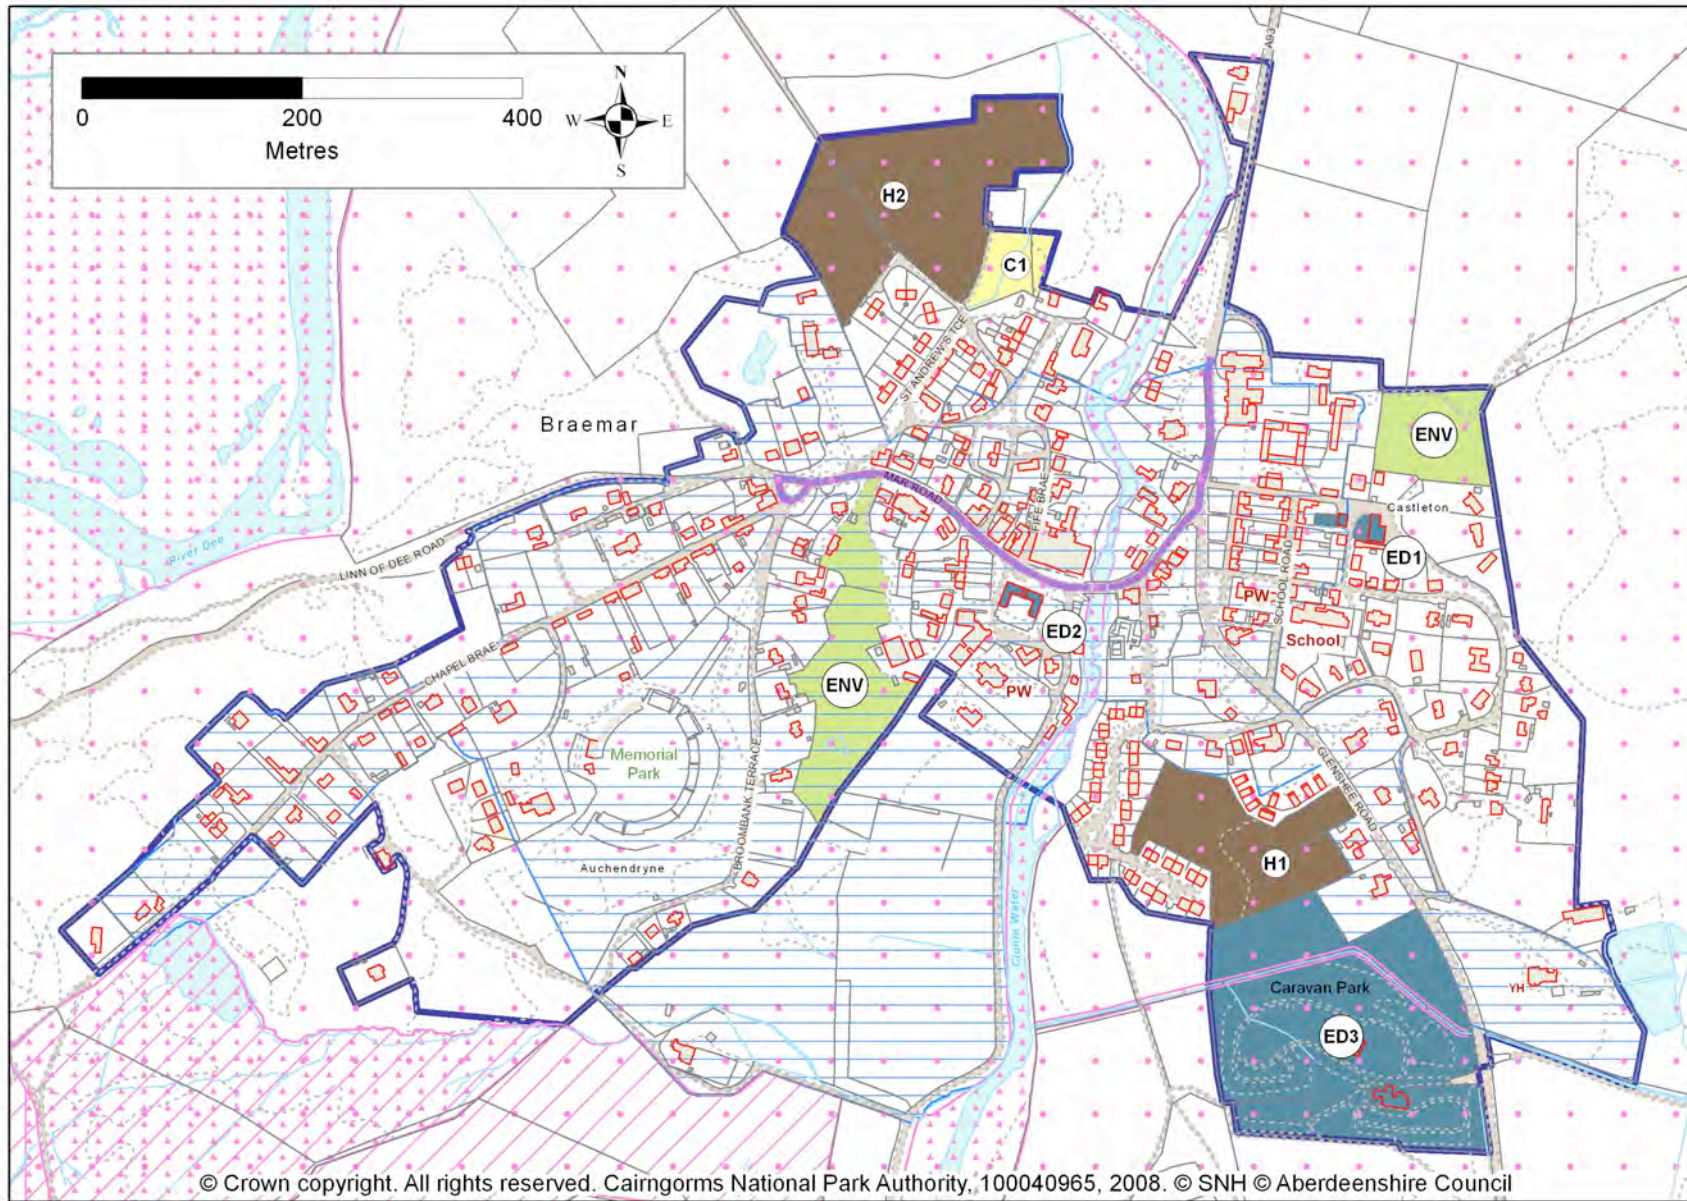 A93
N
W E
S
0 200 400
Metres
H2
C1
ST ANDREW'S TCE
Braemar
ENV
MAR ROAD
FIFE BRAE
Castleton
River Dee
LINN OF DEE ROAD
ED1
SCHOOL ROAD
PW
ED2
School
CHAPEL BRAE
ENV
PW
Memorial
Park
BROOMBANK TERRACE
GLENSHEE ROAD
Auchendryne
H1
Clunie Water
Caravan Park
YH
ED3
© Crown copyright. All rights reserved. Cairngorms National Park Authority, 100040965, 2008. © SNH © Aberdeenshire Council